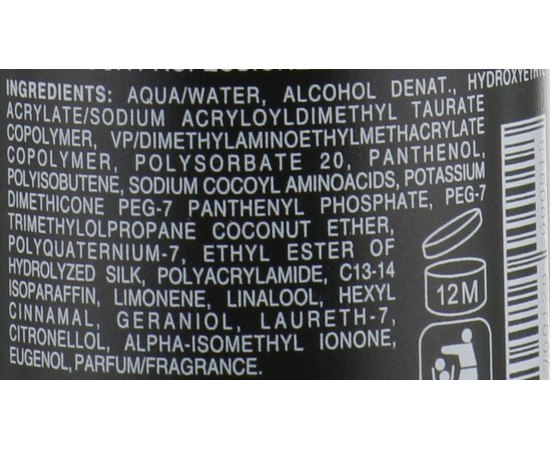 INGREDIENTS: AQUA/WATER, ALCOHOL DENAT.,
ACRYLATE/SODIUM ACRYLOYLDIMETHYL TAURATE
COPOLYMER, VP/DIMETHYLAMINOETHYLMETHACRYLATE
COPOLYMER, POLYSORBATE 20, PANTHENOL,
POLYISOBUTENE, SODIUM COCOYL AMINOACIDS, POTASSIUM
DIMETHICONE PEG-7 PANTHENYL PHOSPHATE, PEG-7
TRIMETHYLOLPROPANE COCONUT ETHER,
POLYQUATERNIUM-7, ETHYL ESTER OF
HYDROLYZED SILK, POLYACRYLAMIDE, C13-14
ISOPARAFFIN, LIMONENE, LINALOOL, HEXYL
CINNAMAL, GERANIOL, LAURETH-7,
CITRONELLOL, ALPHA-ISOMETHYL IONONE,
EUGENOL, PARFUM/FRAGRANCE.
12M